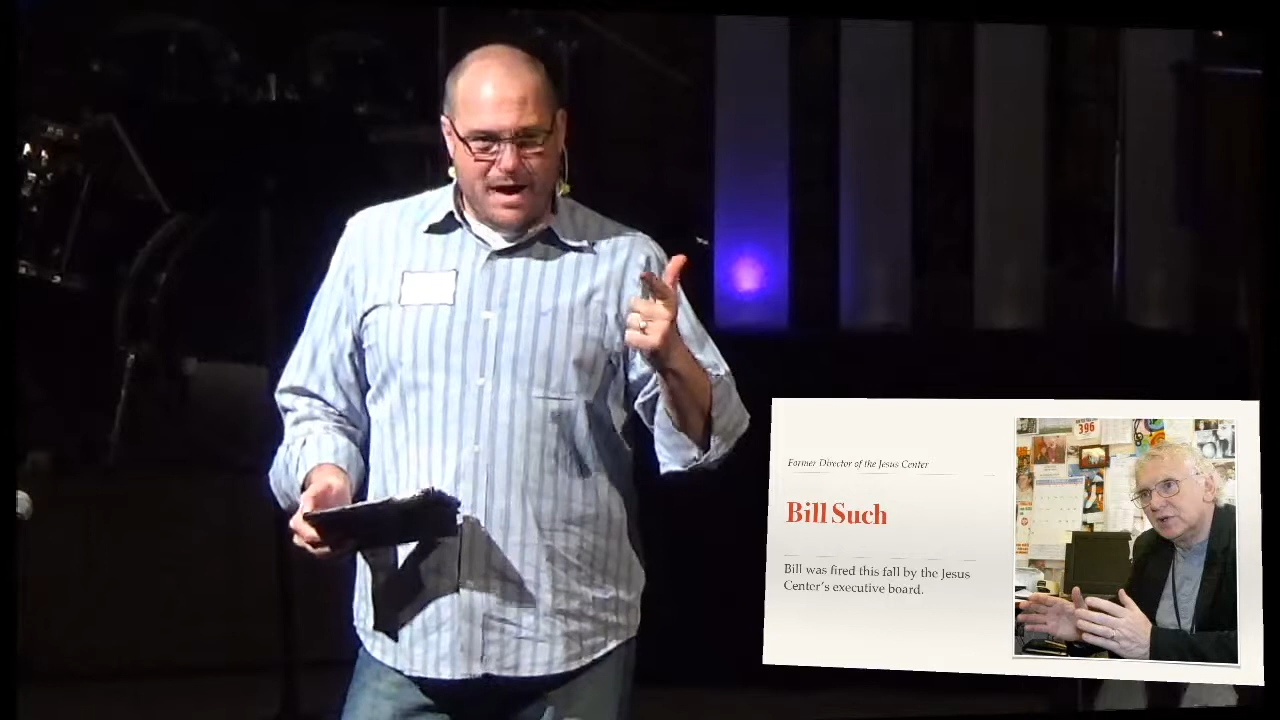 396
Former Director of the Jesus Center
Bill Such
Bill was fired this fall by the Jesus
Center's executive board.